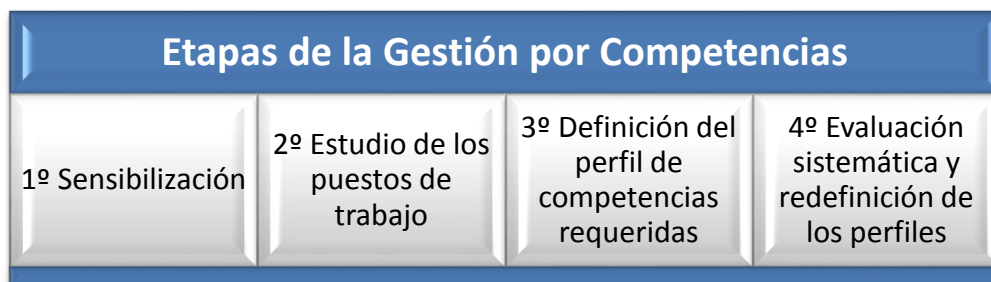 Etapas de la Gestión por Competencias
1º Sensibilización
2º Estudio de los
puestos de
trabajo
3º Definición del
perfil de
competencias
requeridas
4º Evaluación
sistemática y
redefinición de
los perfiles